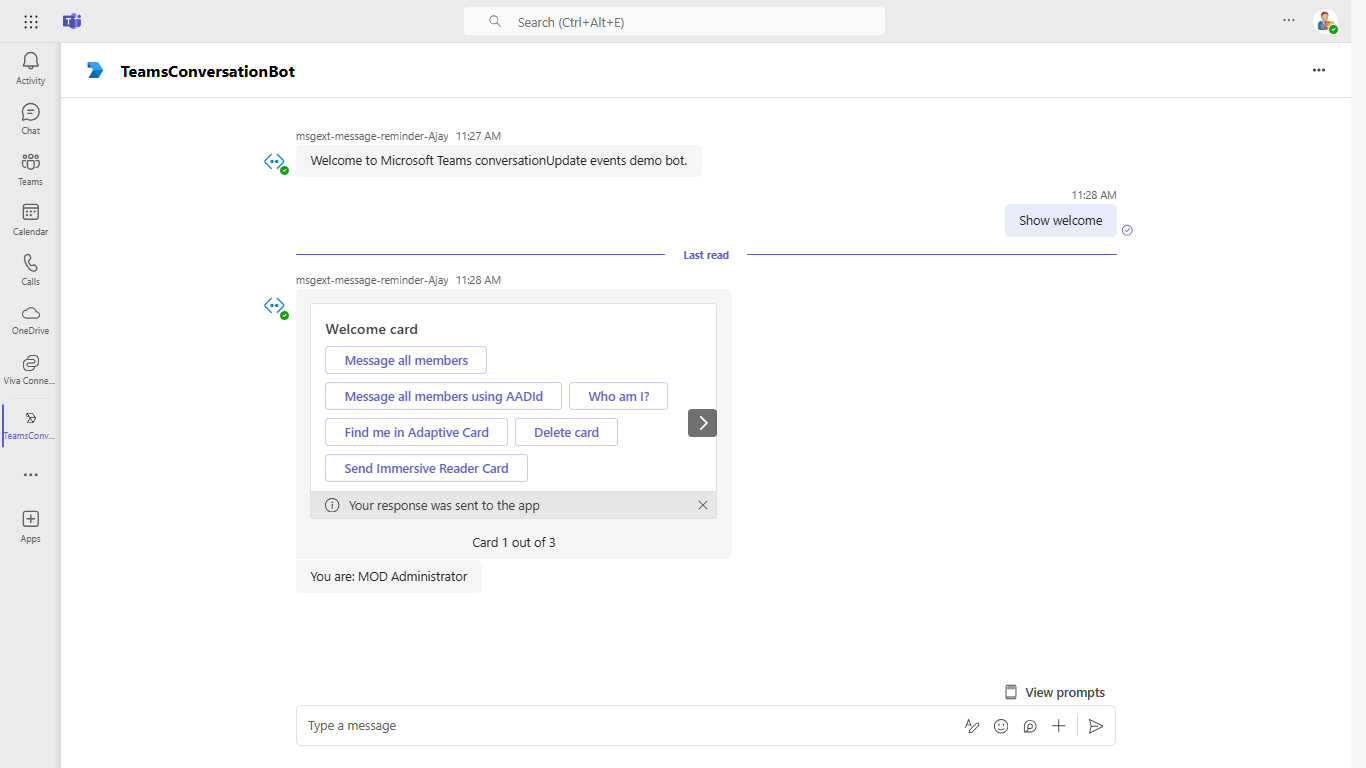 Search (Ctrl+Alt+E)
TeamsConversationBot
Activity
Chat
Teams
Calendar
Calls
OneDrive
Viva Conne...
TeamsConv...
Apps
msgext-message-reminder-Ajay 11:27 AM
Welcome to Microsoft Teams conversationUpdate events demo bot.
11:28 AM
Show welcome
Last read
msgext-message-reminder-Ajay 11:28 AM
Welcome card
Message all members
Message all members using AADId
Who am I?
Find me in Adaptive Card
Delete card
Send Immersive Reader Card
Your response was sent to the app
Card 1 out of 3
You are: MOD Administrator
View prompts
Type a message